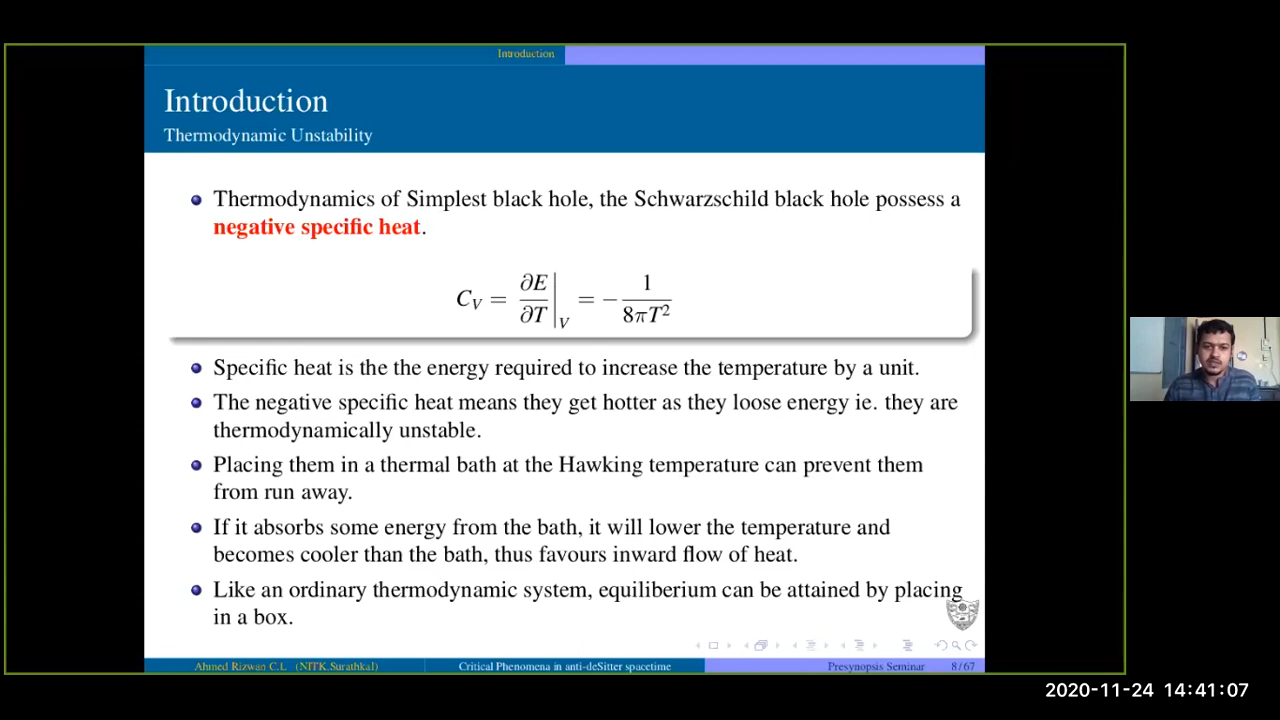 Introduction
Introduction
Thermodynamic Unstability
Thermodynamics of Simplest black hole, the Schwarzschild black hole possess a
negative specific heat.
C_V = ∂E/∂T|_V = − 1/8πT²
Specific heat is the the energy required to increase the temperature by a unit.
The negative specific heat means they get hotter as they loose energy ie. they are
thermodynamically unstable.
Placing them in a thermal bath at the Hawking temperature can prevent them
from run away.
If it absorbs some energy from the bath, it will lower the temperature and
becomes cooler than the bath, thus favours inward flow of heat.
Like an ordinary thermodynamic system, equiliberium can be attained by placing
in a box.
Ahmed Rizwan C.L (NITK,Surathkal) Critical Phenomena in anti-deSitter spacetime Presynopsis Seminar 8/67
2020-11-24 14:41:07